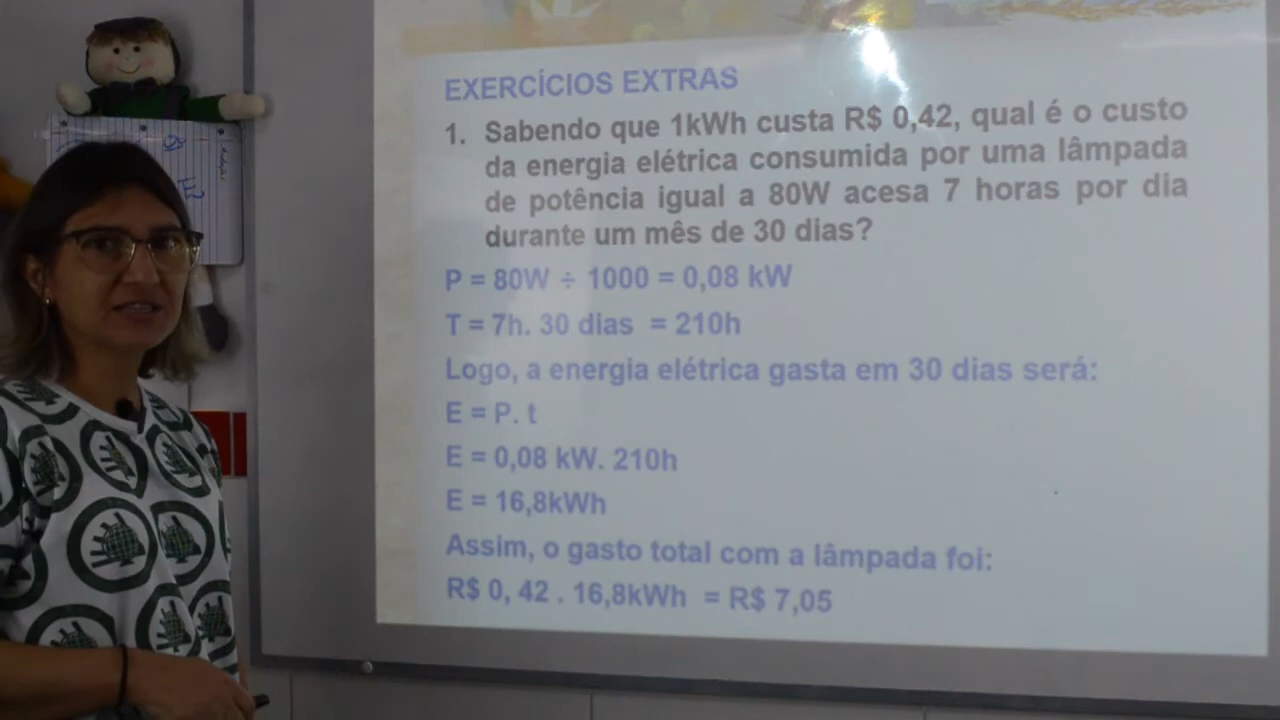 EXERCÍCIOS EXTRAS
1. Sabendo que 1kWh custa R$ 0,42, qual é o custo
da energia elétrica consumida por uma lâmpada
de potência igual a 80W acesa 7 horas por dia
durante um mês de 30 dias?
P = 80W ÷ 1000 = 0,08 kW
T = 7h. 30 dias = 210h
Logo, a energia elétrica gasta em 30 dias será:
E = P. t
E = 0,08 kW. 210h
E = 16,8kWh
Assim, o gasto total com a lâmpada foi:
R$ 0, 42 . 16,8kWh = R$ 7,05